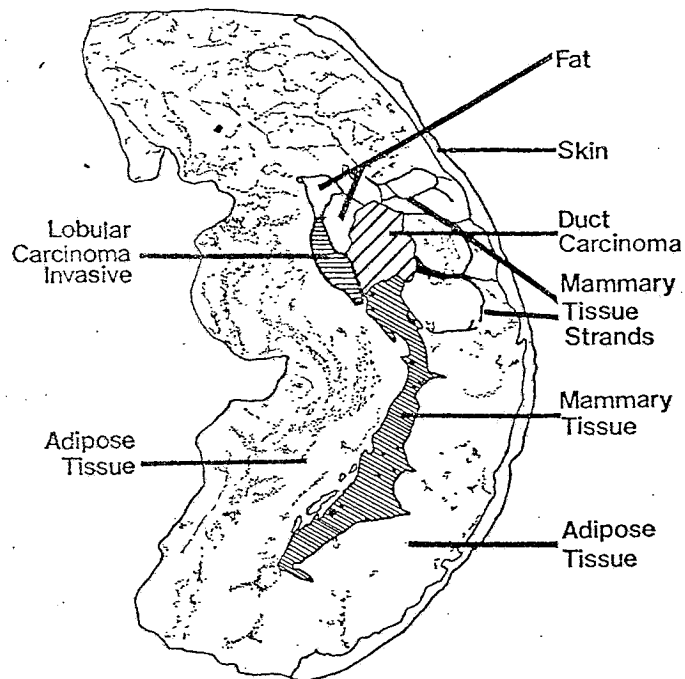 Fat
Skin
Lobular
Carcinoma
Invasive
Duct
Carcinoma
Mammary
Tissue
Strands
Mammary
Tissue
Adipose
Tissue
Adipose
Tissue